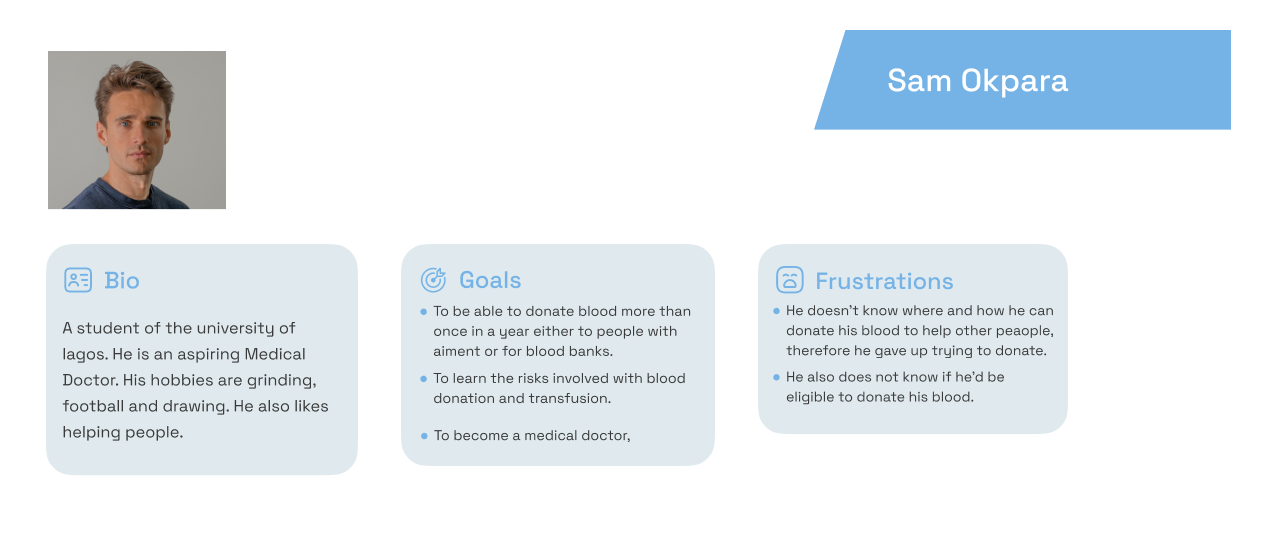 Sam Okpara
Bio
A student of the university of
lagos. He is an aspiring Medical
Doctor. His hobbies are grinding,
football and drawing. He also likes
helping people.
Goals
To be able to donate blood more than
once in a year either to people with
aiment or for blood banks.
To learn the risks involved with blood
donation and transfusion.
To become a medical doctor,
Frustrations
He doesn't know where and how he can
donate his blood to help other peaople,
therefore he gave up trying to donate.
He also does not know if he'd be
eligible to donate his blood.